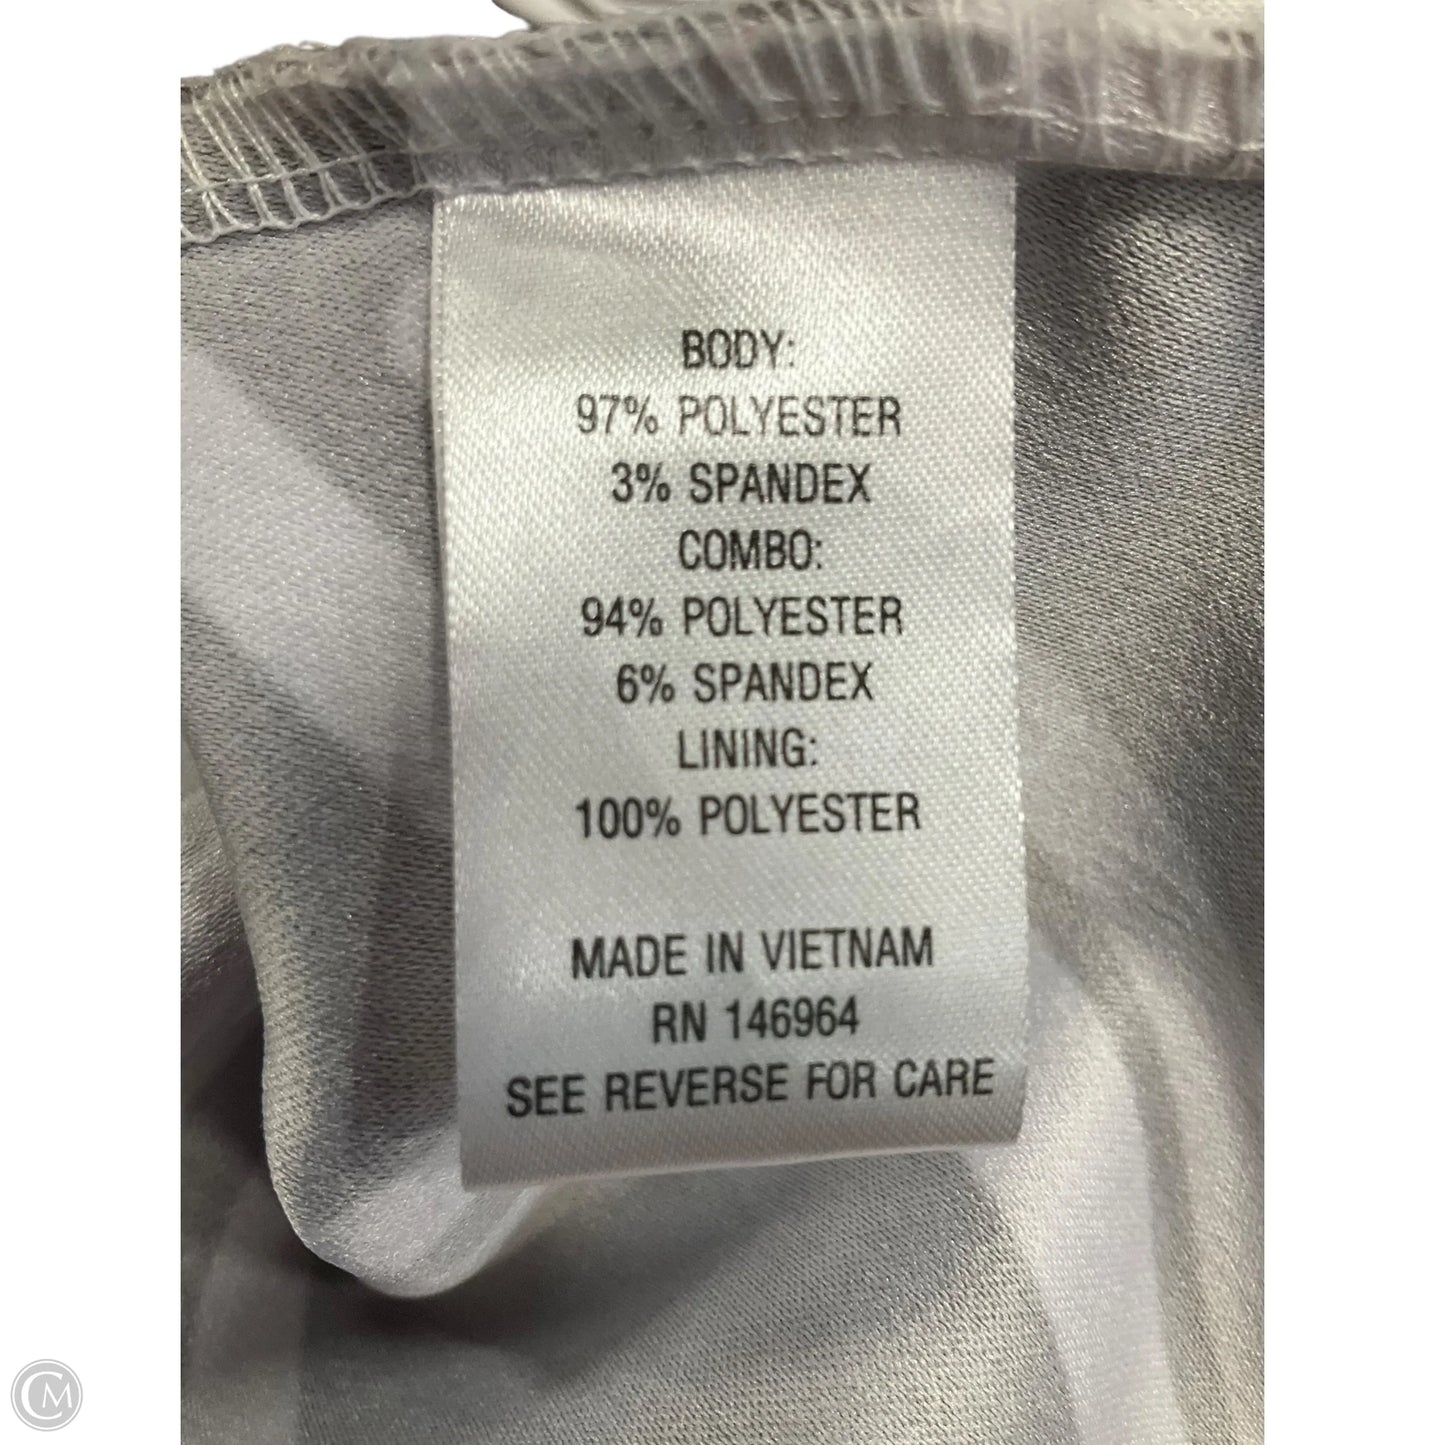 BODY:
97% POLYESTER
3% SPANDEX
COMBO:
94% POLYESTER
6% SPANDEX
LINING:
100% POLYESTER
MADE IN VIETNAM
RN 146964
SEE REVERSE FOR CARE
CM